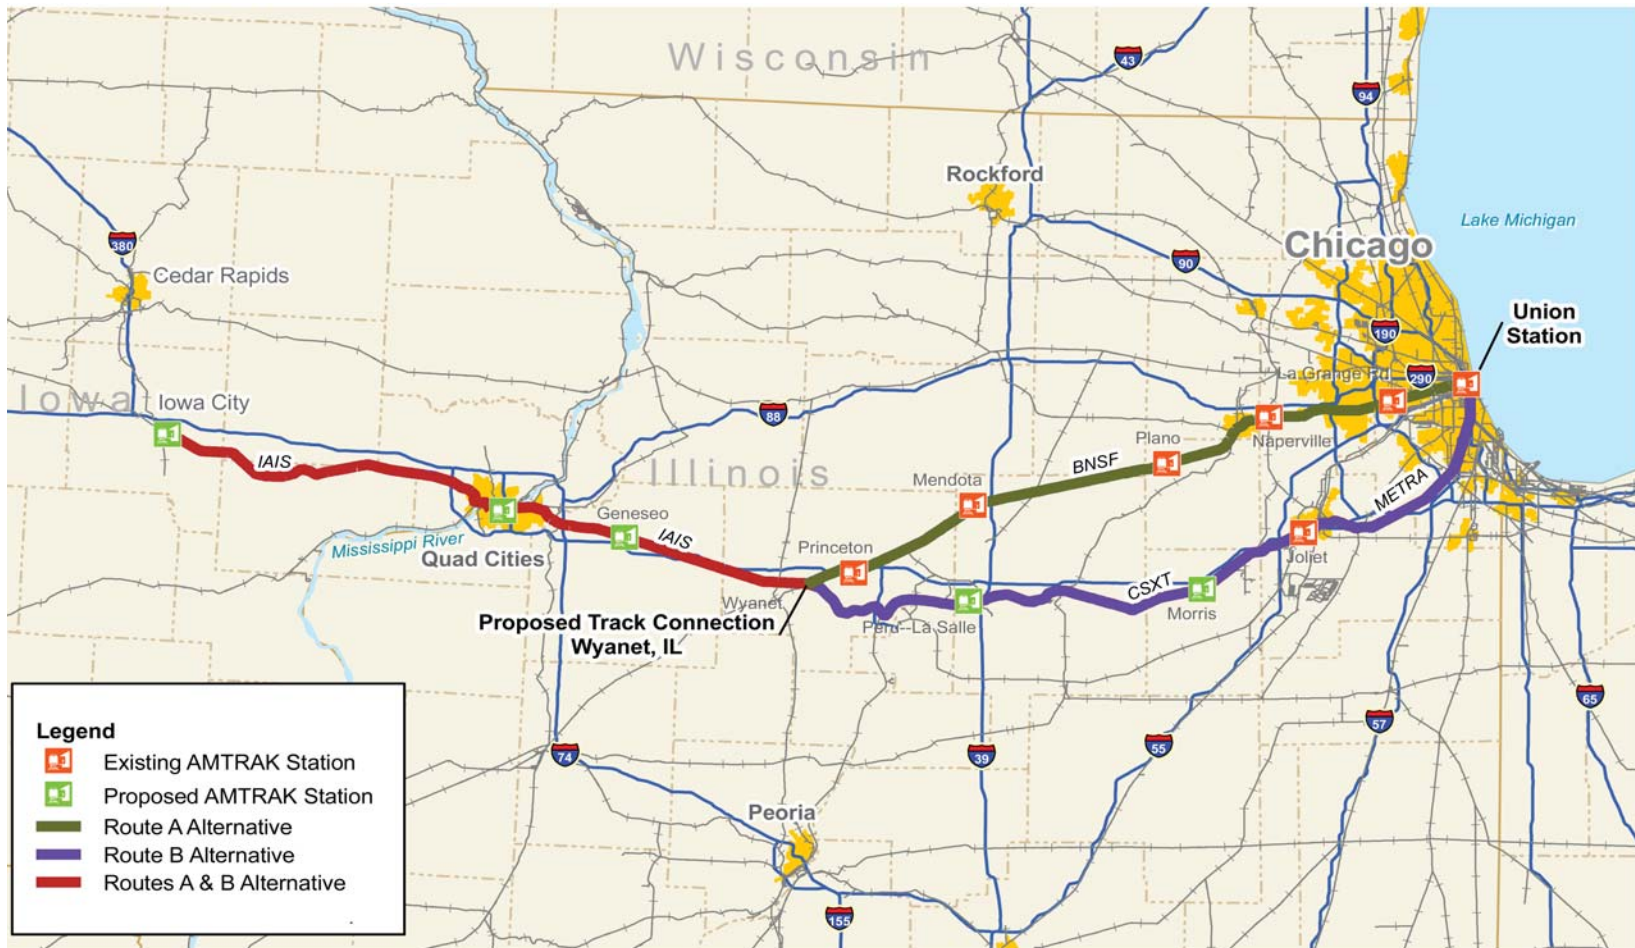 Wisconsin
43
94
Rockford
Lake Michigan
Chicago
380
90
Cedar Rapids
Union
Station
190
La Grange Rd
290
Iowa
Iowa City
88
Plano
Naperville
IAIS
Illinois
BNSF
Mendota
METRA
Geneseo
IAIS
Mississippi River
Quad Cities
Princeton
Joliet
CSXT
Wyanet
Morris
Peru--La Salle
Proposed Track Connection
Wyanet, IL
65
57
55
74
39
Peoria
155
Legend
Existing AMTRAK Station
Proposed AMTRAK Station
Route A Alternative
Route B Alternative
Routes A & B Alternative